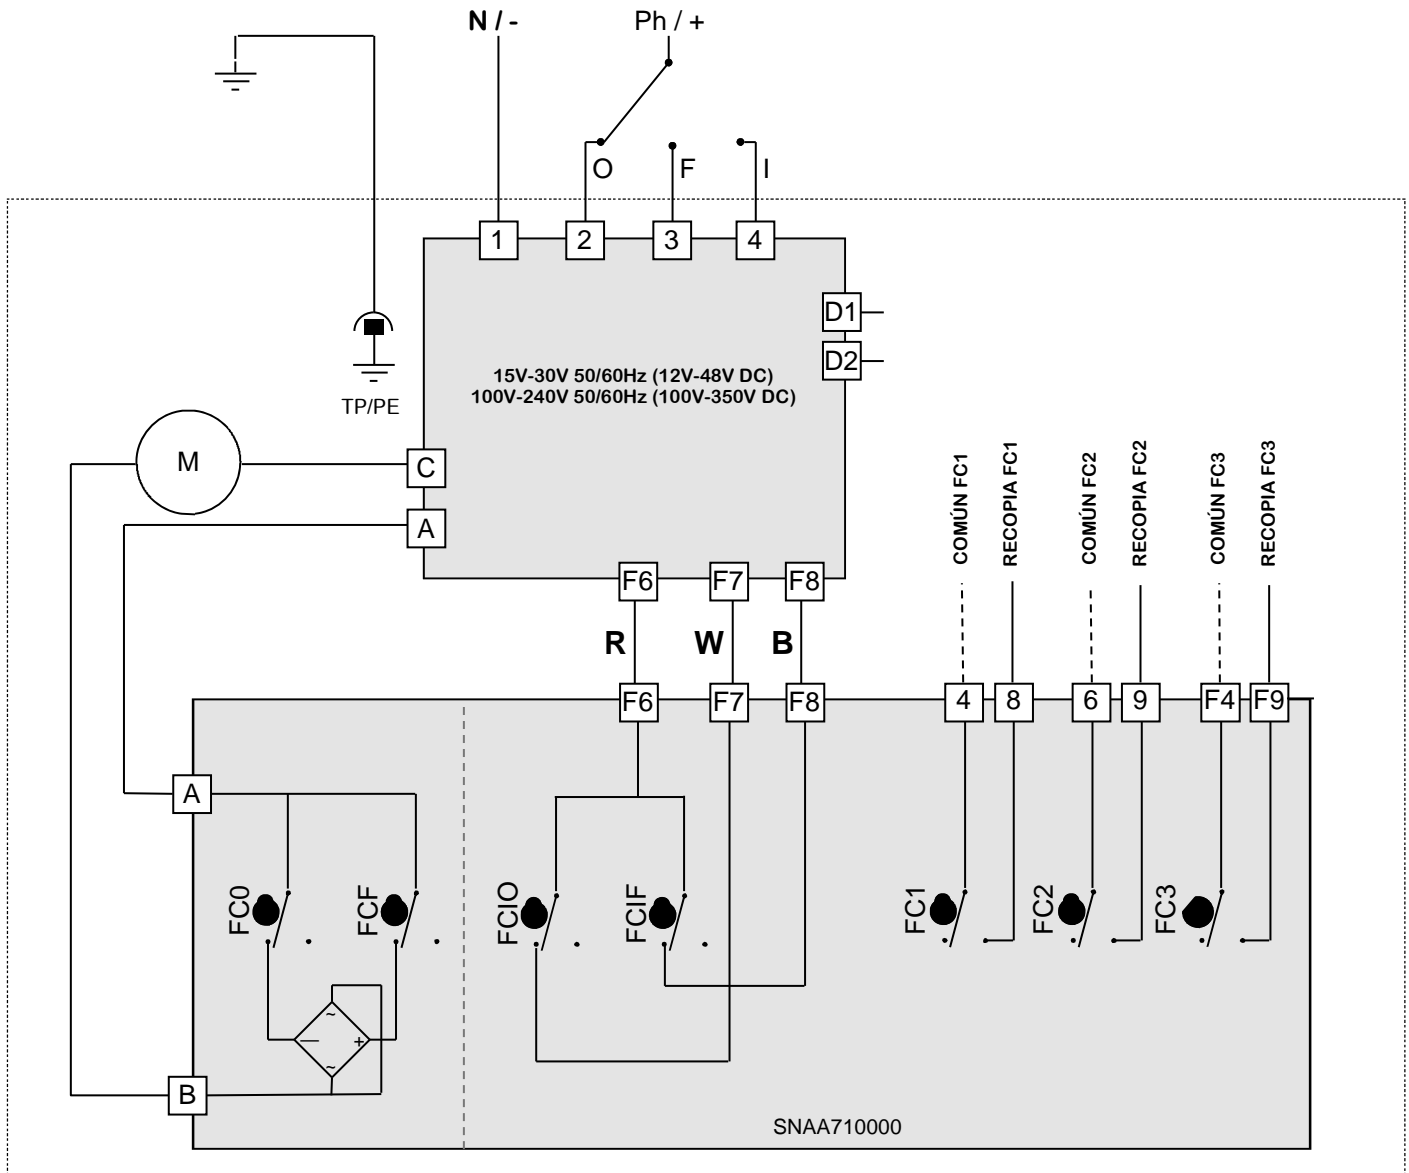 N / -
Ph / +
O
F
I
1
2
3
4
D1
D2
15V-30V 50/60Hz (12V-48V DC)
100V-240V 50/60Hz (100V-350V DC)
TP/PE
M
C
A
COMÚN FC1
RECOPIA FC1
COMÚN FC2
RECOPIA FC2
COMÚN FC3
RECOPIA FC3
F6
F7
F8
R
W
B
F6
F7
F8
4
8
6
9
F4
F9
A
FC0
FCF
FCIO
FCIF
FC1
FC2
FC3
~
—
+
~
B
SNAA710000